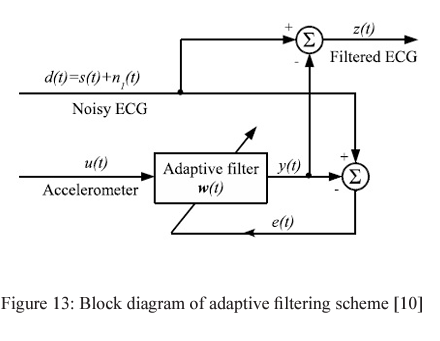 +
Σ
z(t)
-
Filtered ECG
d(t)=s(t)+n₁(t)
Noisy ECG
u(t)
Accelerometer
Adaptive filter
w(t)
y(t)
+
Σ
-
e(t)
Figure 13: Block diagram of adaptive filtering scheme [10]